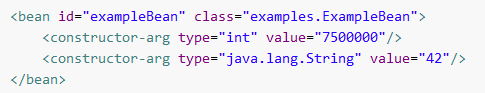 <bean id="exampleBean" class="examples.ExampleBean">
    <constructor-arg type="int" value="7500000"/>
    <constructor-arg type="java.lang.String" value="42"/>
</bean>